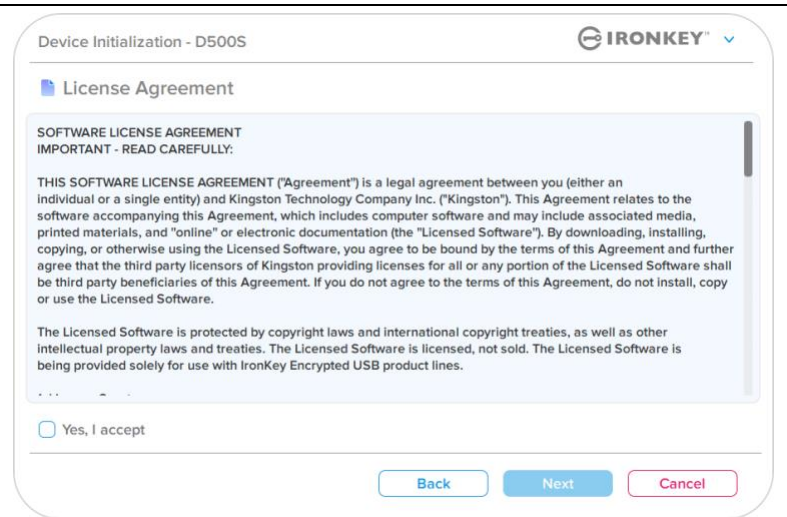 Device Initialization - D500S
IRONKEY™
License Agreement
SOFTWARE LICENSE AGREEMENT
IMPORTANT - READ CAREFULLY:
THIS SOFTWARE LICENSE AGREEMENT ("Agreement") is a legal agreement between you (either an
individual or a single entity) and Kingston Technology Company Inc. ("Kingston"). This Agreement relates to the
software accompanying this Agreement, which includes computer software and may include associated media,
printed materials, and "online" or electronic documentation (the "Licensed Software"). By downloading, installing,
copying, or otherwise using the Licensed Software, you agree to be bound by the terms of this Agreement and further
agree that the third party licensors of Kingston providing licenses for all or any portion of the Licensed Software shall
be third party beneficiaries of this Agreement. If you do not agree to the terms of this Agreement, do not install, copy
or use the Licensed Software.
The Licensed Software is protected by copyright laws and international copyright treaties, as well as other
intellectual property laws and treaties. The Licensed Software is licensed, not sold. The Licensed Software is
being provided solely for use with IronKey Encrypted USB product lines.
Yes, I accept
Back
Next
Cancel